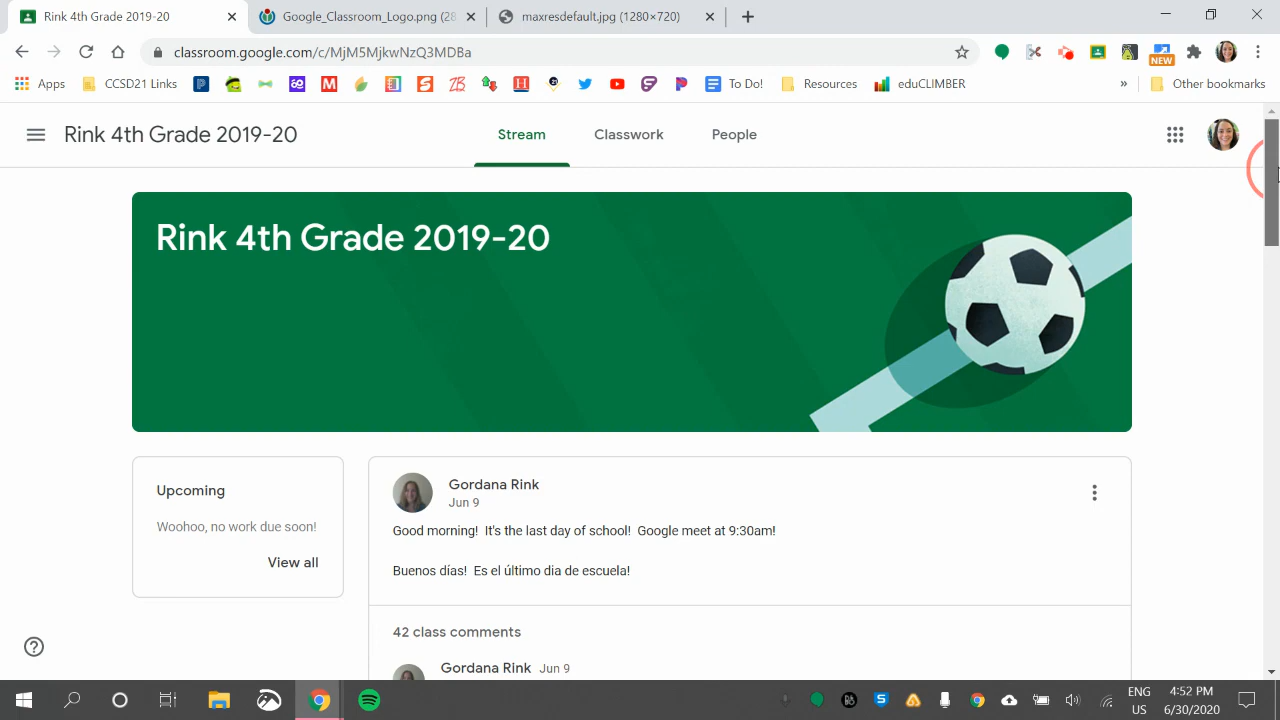 Rink 4th Grade 2019-20
Google_Classroom_Logo.png (28
maxresdefault.jpg (1280×720)
classroom.google.com/c/MjM5MjkwNzQ3MDBa
NEW
Apps
CCSD21 Links
To Do!
Resources
eduCLIMBER
»
Other bookmarks
Rink 4th Grade 2019-20
Stream
Classwork
People
Rink 4th Grade 2019-20
Upcoming
Woohoo, no work due soon!
View all
Gordana Rink
Jun 9
Good morning! It's the last day of school! Google meet at 9:30am!
Buenos días! Es el último dia de escuela!
42 class comments
Gordana Rink Jun 9
ENG
US
4:52 PM
6/30/2020